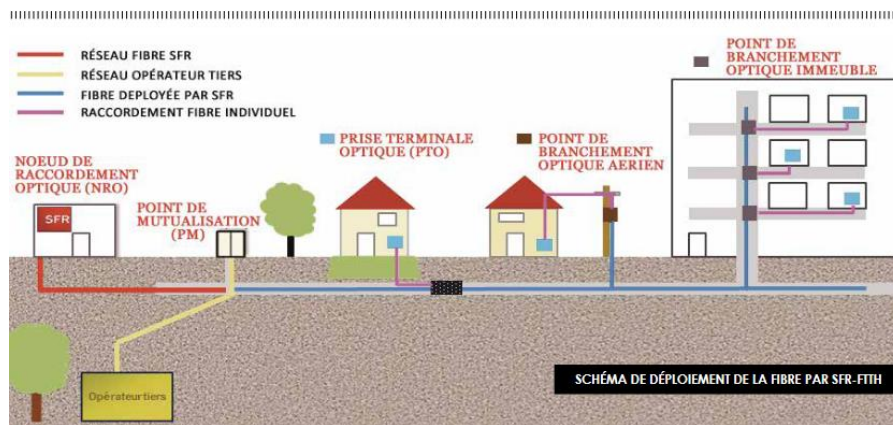 RÉSEAU FIBRE SFR
RÉSEAU OPÉRATEUR TIERS
FIBRE DEPLOYÉE PAR SFR
RACCORDEMENT FIBRE INDIVIDUEL
POINT DE
BRANCHEMENT
OPTIQUE IMMEUBLE
PRISE TERMINALE
OPTIQUE (PTO)
POINT DE
BRANCHEMENT
OPTIQUE AERIEN
NOEUD DE
RACCORDEMENT
OPTIQUE (NRO)
POINT DE
MUTUALISATION
(PM)
SFR
Opérateur tiers
SCHÉMA DE DÉPLOIEMENT DE LA FIBRE PAR SFR-FTTH